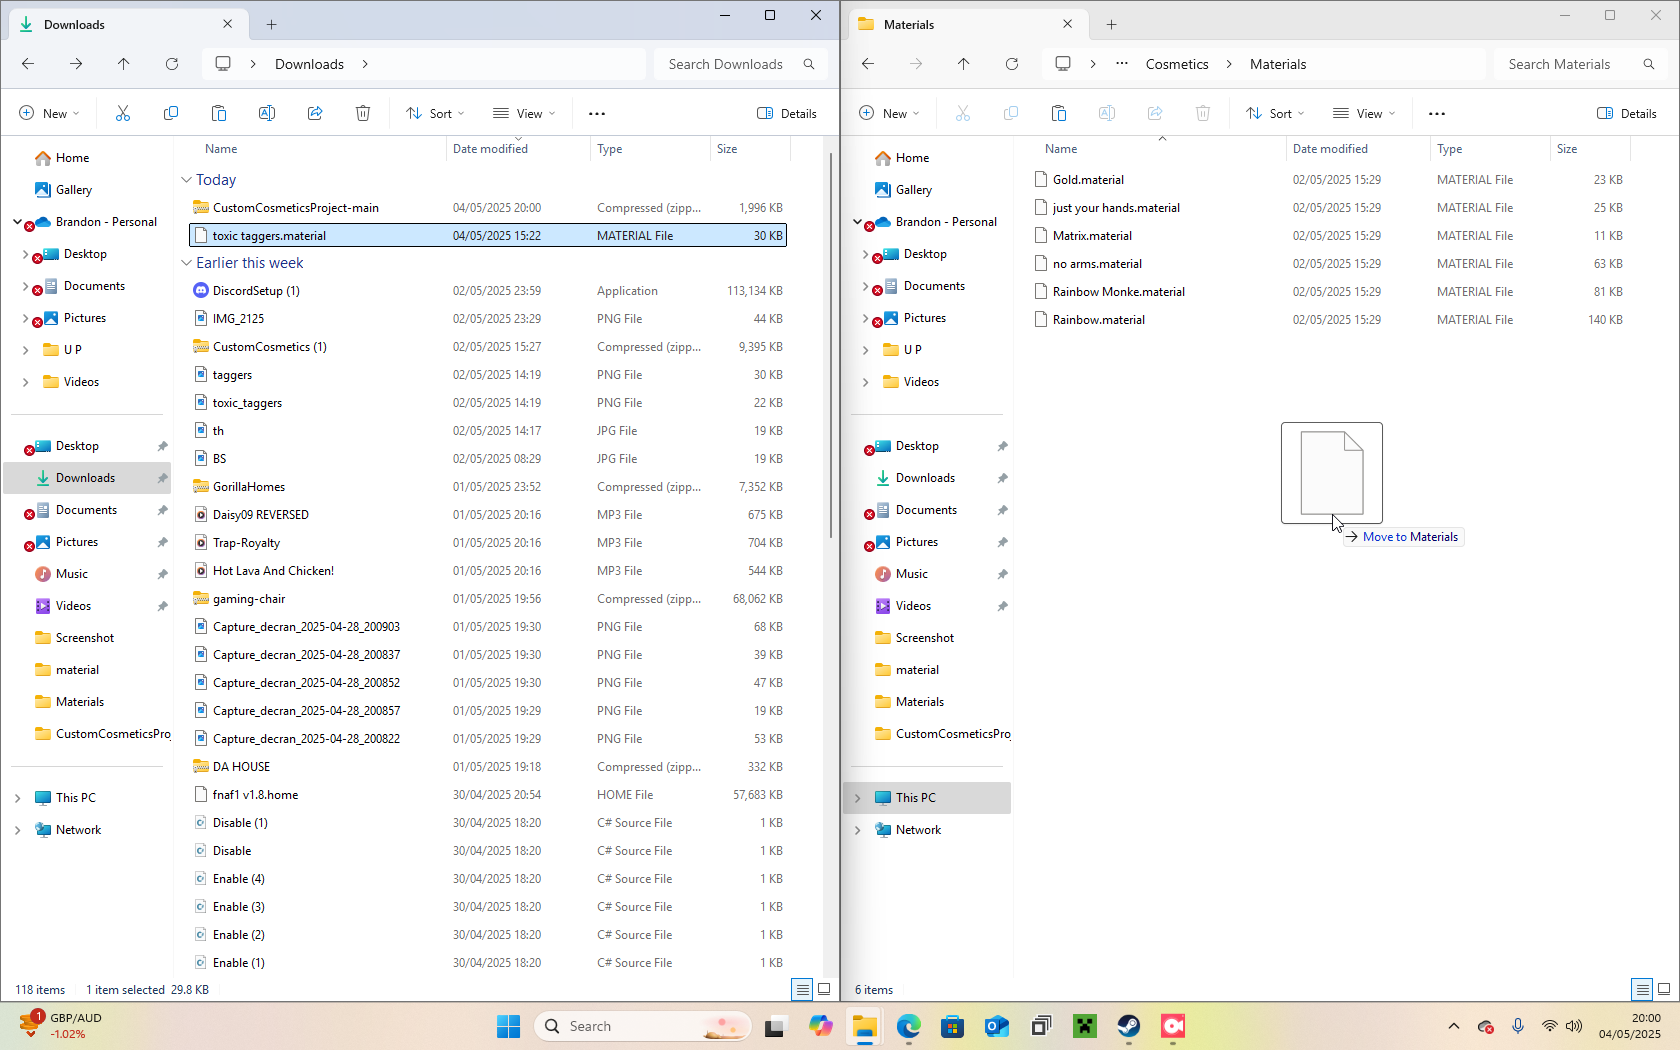 Downloads
Downloads
Search Downloads
New
Sort
View
Details
Name
Date modified
Type
Size
Home
Gallery
Brandon - Personal
Desktop
Documents
Pictures
U P
Videos
Desktop
Downloads
Documents
Pictures
Music
Videos
Screenshot
material
Materials
CustomCosmeticsPro
This PC
Network
Today
CustomCosmeticsProject-main 04/05/2025 20:00 Compressed (zipp... 1,996 KB
toxic taggers.material 04/05/2025 15:22 MATERIAL File 30 KB
Earlier this week
DiscordSetup (1) 02/05/2025 23:59 Application 113,134 KB
IMG_2125 02/05/2025 23:29 PNG File 44 KB
CustomCosmetics (1) 02/05/2025 15:27 Compressed (zipp... 9,395 KB
taggers 02/05/2025 14:19 PNG File 30 KB
toxic_taggers 02/05/2025 14:19 PNG File 22 KB
th 02/05/2025 14:17 JPG File 19 KB
BS 02/05/2025 08:29 JPG File 19 KB
GorillaHomes 01/05/2025 23:52 Compressed (zipp... 7,352 KB
Daisy09 REVERSED 01/05/2025 20:16 MP3 File 675 KB
Trap-Royalty 01/05/2025 20:16 MP3 File 704 KB
Hot Lava And Chicken! 01/05/2025 20:16 MP3 File 544 KB
gaming-chair 01/05/2025 19:56 Compressed (zipp... 68,062 KB
Capture_decran_2025-04-28_200903 01/05/2025 19:30 PNG File 68 KB
Capture_decran_2025-04-28_200837 01/05/2025 19:30 PNG File 39 KB
Capture_decran_2025-04-28_200852 01/05/2025 19:30 PNG File 47 KB
Capture_decran_2025-04-28_200857 01/05/2025 19:29 PNG File 19 KB
Capture_decran_2025-04-28_200822 01/05/2025 19:29 PNG File 53 KB
DA HOUSE 01/05/2025 19:18 Compressed (zipp... 332 KB
fnaf1 v1.8.home 30/04/2025 20:54 HOME File 57,683 KB
Disable (1) 30/04/2025 18:20 C# Source File 1 KB
Disable 30/04/2025 18:20 C# Source File 1 KB
Enable (4) 30/04/2025 18:20 C# Source File 1 KB
Enable (3) 30/04/2025 18:20 C# Source File 1 KB
Enable (2) 30/04/2025 18:20 C# Source File 1 KB
Enable (1) 30/04/2025 18:20 C# Source File 1 KB
118 items 1 item selected 29.8 KB
Materials
... Cosmetics Materials
Search Materials
New
Sort
View
Details
Name
Date modified
Type
Size
Home
Gallery
Brandon - Personal
Desktop
Documents
Pictures
U P
Videos
Desktop
Downloads
Documents
Pictures
Music
Videos
Screenshot
material
Materials
CustomCosmeticsPro
This PC
Network
Gold.material 02/05/2025 15:29 MATERIAL File 23 KB
just your hands.material 02/05/2025 15:29 MATERIAL File 25 KB
Matrix.material 02/05/2025 15:29 MATERIAL File 11 KB
no arms.material 02/05/2025 15:29 MATERIAL File 63 KB
Rainbow Monke.material 02/05/2025 15:29 MATERIAL File 81 KB
Rainbow.material 02/05/2025 15:29 MATERIAL File 140 KB
Move to Materials
6 items
1
GBP/AUD
-1.02%
Search
20:00
04/05/2025